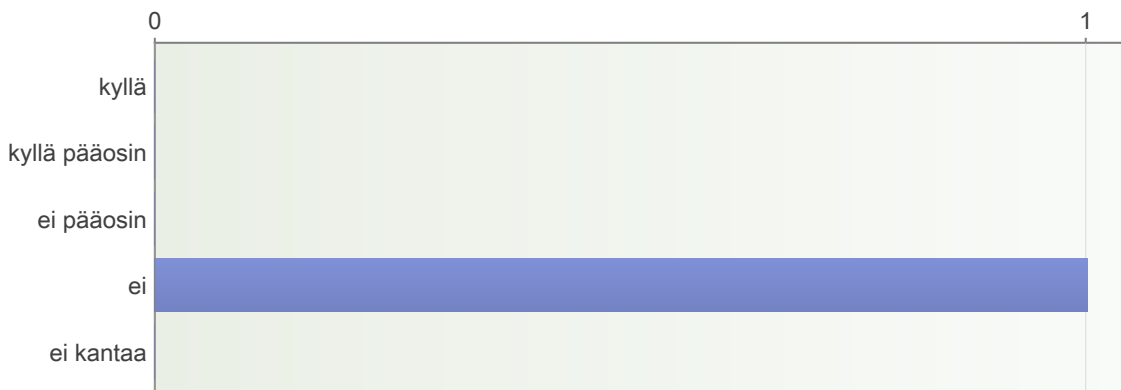 0 1
kyllä
kyllä pääosin
ei pääosin
ei
ei kantaa